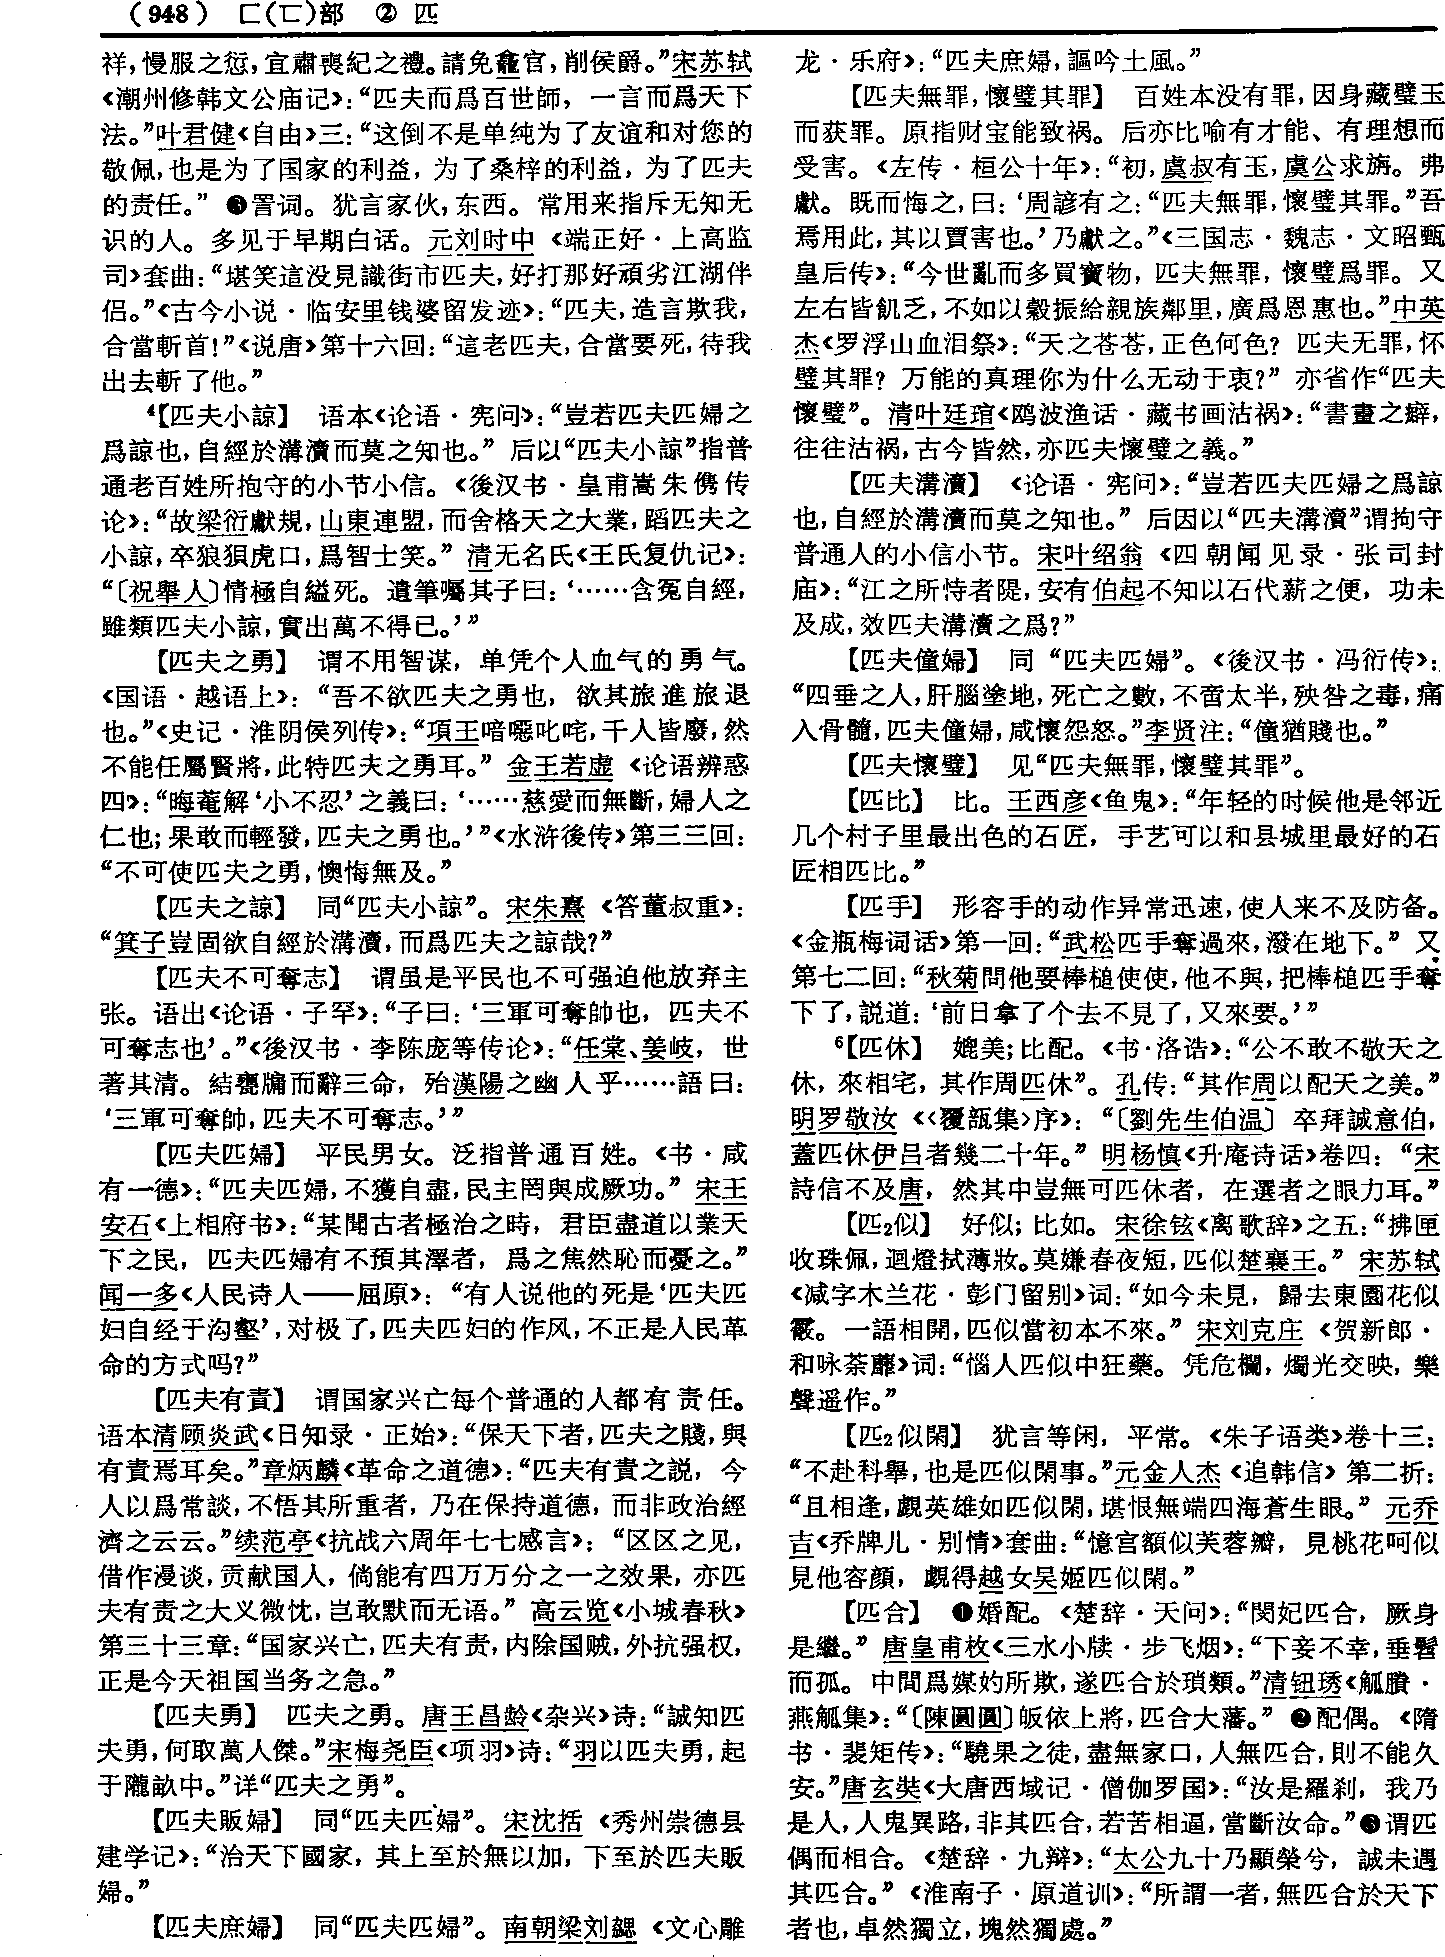 （948） 匚（匸）部 ② 匹
祥，慢服之愆，宜肅喪紀之禮。請免龕官，削侯爵。”宋苏轼
《潮州修韩文公庙记》：“匹夫而爲百世師，一言而爲天下
法。”叶君健《自由》三：“这倒不是单纯为了友谊和对您的
敬佩，也是为了国家的利益，为了桑梓的利益，为了匹夫
的责任。” ❸詈词。犹言家伙，东西。常用来指斥无知无
识的人。多见于早期白话。元刘时中《端正好·上高监
司》套曲：“堪笑這没見識街市匹夫，好打那好頑劣江湖伴
侣。”《古今小说·临安里钱婆留发迹》：“匹夫，造言欺我，
合當斬首！”《说唐》第十六回：“這老匹夫，合當要死，待我
出去斬了他。”
⁴【匹夫小諒】 语本《论语·宪问》：“豈若匹夫匹婦之
爲諒也，自經於溝瀆而莫之知也。”后以“匹夫小諒”指普
通老百姓所抱守的小节小信。《後汉书·皇甫嵩朱儁传
论》：“故梁衍獻規，山東連盟，而舍格天之大業，蹈匹夫之
小諒，卒狼狽虎口，爲智士笑。”清无名氏《王氏复仇记》：
“〔祝舉人〕情極自縊死。遺筆囑其子曰：‘……含冤自經，
雖類匹夫小諒，實出萬不得已。’”
【匹夫之勇】 谓不用智谋，单凭个人血气的勇气。
《国语·越语上》：“吾不欲匹夫之勇也，欲其旅進旅退
也。”《史记·淮阴侯列传》：“項王喑噁叱咤，千人皆廢，然
不能任屬賢將，此特匹夫之勇耳。”金王若虚《论语辨惑
四》：“晦菴解‘小不忍’之義曰：‘……慈愛而無斷，婦人之
仁也；果敢而輕發，匹夫之勇也。’”《水浒後传》第三三回：
“不可使匹夫之勇，懊悔無及。”
【匹夫之諒】 同“匹夫小諒”。宋朱熹《答董叔重》：
“箕子豈固欲自經於溝瀆，而爲匹夫之諒哉？”
【匹夫不可奪志】 谓虽是平民也不可强迫他放弃主
张。语出《论语·子罕》：“子曰：‘三軍可奪帥也，匹夫不
可奪志也’。”《後汉书·李陈庞等传论》：“任棠、姜岐，世
著其清。結甕牖而辭三命，殆漢陽之幽人乎……語曰：
‘三軍可奪帥，匹夫不可奪志。’”
【匹夫匹婦】 平民男女。泛指普通百姓。《书·咸
有一德》：“匹夫匹婦，不獲自盡，民主罔與成厥功。”宋王
安石《上相府书》：“某聞古者極治之時，君臣盡道以業天
下之民，匹夫匹婦有不預其澤者，爲之焦然恥而憂之。”
闻一多《人民诗人——屈原》：“有人说他的死是‘匹夫匹
妇自经于沟壑’，对极了，匹夫匹妇的作风，不正是人民革
命的方式吗？”
【匹夫有責】 谓国家兴亡每个普通的人都有责任。
语本清顾炎武《日知录·正始》：“保天下者，匹夫之賤，與
有責焉耳矣。”章炳麟《革命之道德》：“匹夫有責之説，今
人以爲常談，不悟其所重者，乃在保持道德，而非政治經
濟之云云。”续范亭《抗战六周年七七感言》：“区区之见，
借作漫谈，贡献国人，倘能有四万万分之一之效果，亦匹
夫有责之大义微忱，岂敢默而无语。”高云览《小城春秋》
第三十三章：“国家兴亡，匹夫有责，内除国贼，外抗强权，
正是今天祖国当务之急。”
【匹夫勇】 匹夫之勇。唐王昌龄《杂兴》诗：“誠知匹
夫勇，何取萬人傑。”宋梅尧臣《项羽》诗：“羽以匹夫勇，起
于隴畝中。”详“匹夫之勇”。
【匹夫販婦】 同“匹夫匹婦”。宋沈括《秀州崇德县
建学记》：“治天下國家，其上至於無以加，下至於匹夫販
婦。”
【匹夫庶婦】 同“匹夫匹婦”。南朝梁刘勰《文心雕
龙·乐府》：“匹夫庶婦，謳吟土風。”
【匹夫無罪，懷璧其罪】 百姓本没有罪，因身藏璧玉
而获罪。原指财宝能致祸。后亦比喻有才能、有理想而
受害。《左传·桓公十年》：“初，虞叔有玉，虞公求旃。弗
獻。既而悔之，曰：‘周諺有之：“匹夫無罪，懷璧其罪。”吾
焉用此，其以賈害也。’乃獻之。”《三国志·魏志·文昭甄
皇后传》：“今世亂而多買寶物，匹夫無罪，懷璧爲罪。又
左右皆飢乏，不如以穀振給親族鄰里，廣爲恩惠也。”中英
杰《罗浮山血泪祭》：“天之苍苍，正色何色？匹夫无罪，怀
璧其罪？万能的真理你为什么无动于衷？”亦省作“匹夫
懷璧”。清叶廷琯《鸥波渔话·藏书画沽祸》：“書畫之癖，
往往沽祸，古今皆然，亦匹夫懷璧之義。”
【匹夫溝瀆】 《论语·宪问》：“豈若匹夫匹婦之爲諒
也，自經於溝瀆而莫之知也。”后因以“匹夫溝瀆”谓拘守
普通人的小信小节。宋叶绍翁《四朝闻见录·张司封
庙》：“江之所恃者隄，安有伯起不知以石代薪之便，功未
及成，效匹夫溝瀆之爲？”
【匹夫僮婦】 同“匹夫匹婦”。《後汉书·冯衍传》：
“四垂之人，肝腦塗地，死亡之數，不啻太半，殃咎之毒，痛
入骨髓，匹夫僮婦，咸懷怨怒。”李贤注：“僮猶賤也。”
【匹夫懷璧】 见“匹夫無罪，懷璧其罪”。
【匹比】 比。王西彦《鱼鬼》：“年轻的时候他是邻近
几个村子里最出色的石匠，手艺可以和县城里最好的石
匠相匹比。”
【匹手】 形容手的动作异常迅速，使人来不及防备。
《金瓶梅词话》第一回：“武松匹手奪過來，潑在地下。”又
第七二回：“秋菊問他要棒槌使使，他不與，把棒槌匹手奪
下了，説道：‘前日拿了个去不見了，又來要。’”
⁶【匹休】 媲美；比配。《书·洛诰》：“公不敢不敬天之
休，來相宅，其作周匹休”。孔传：“其作周以配天之美。”
明罗敬汝《〈覆瓿集〉序》：“〔劉先生伯温〕卒拜誠意伯，
蓋匹休伊吕者幾二十年。”明杨慎《升庵诗话》卷四：“宋
詩信不及唐，然其中豈無可匹休者，在選者之眼力耳。”
【匹₂似】 好似；比如。宋徐铉《离歌辞》之五：“拂匣
收珠佩，迴燈拭薄妝。莫嫌春夜短，匹似楚襄王。”宋苏轼
《减字木兰花·彭门留别》词：“如今未見，歸去東園花似
霰。一語相開，匹似當初本不來。”宋刘克庄《贺新郎·
和咏荼蘼》词：“惱人匹似中狂藥。凭危欄，燭光交映，樂
聲遥作。”
【匹₂似閑】 犹言等闲，平常。《朱子语类》卷十三：
“不赴科舉，也是匹似閑事。”元金人杰《追韩信》第二折：
“且相逢，覷英雄如匹似閑，堪恨無端四海蒼生眼。”元乔
吉《乔牌儿·别情》套曲：“憶宫額似芙蓉瓣，見桃花呵似
見他容顔，覷得越女吴姬匹似閑。”
【匹合】 ❶婚配。《楚辞·天问》：“閔妃匹合，厥身
是繼。”唐皇甫枚《三水小牍·步飞烟》：“下妾不幸，垂髫
而孤。中間爲媒妁所欺，遂匹合於瑣類。”清钮琇《觚賸·
燕觚集》：“〔陳圓圓〕皈依上將，匹合大藩。” ❷配偶。《隋
书·裴矩传》：“驍果之徒，盡無家口，人無匹合，則不能久
安。”唐玄奘《大唐西域记·僧伽罗国》：“汝是羅刹，我乃
是人，人鬼異路，非其匹合，若苦相逼，當斷汝命。”❸谓匹
偶而相合。《楚辞·九辩》：“太公九十乃顯榮兮，誠未遇
其匹合。”《淮南子·原道训》：“所謂一者，無匹合於天下
者也，卓然獨立，塊然獨處。”